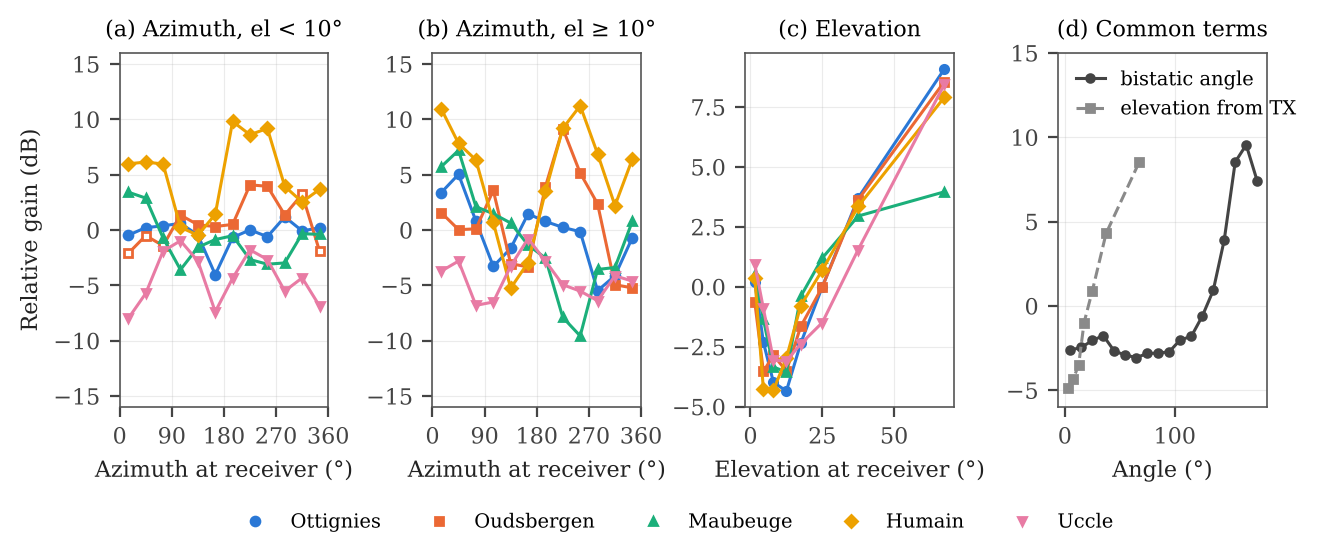 (a) Azimuth, el < 10°
(b) Azimuth, el ≥ 10°
(c) Elevation
(d) Common terms
Relative gain (dB)
15
10
5
0
−5
−10
−15
0 90 180 270 360
Azimuth at receiver (°)
15
10
5
0
−5
−10
−15
0 90 180 270 360
Azimuth at receiver (°)
7.5
5.0
2.5
0.0
−2.5
−5.0
0 25 50
Elevation at receiver (°)
15
10
5
0
−5
bistatic angle
elevation from TX
0 100
Angle (°)
Ottignies Oudsbergen Maubeuge Humain Uccle